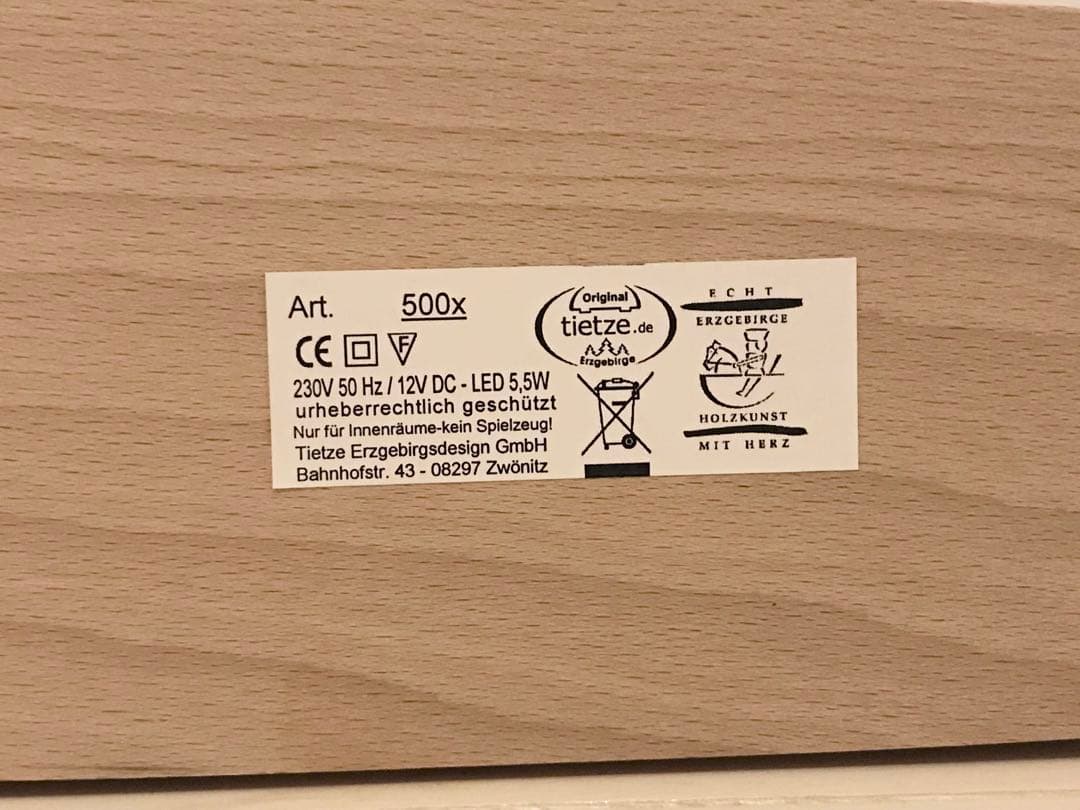 Art. 500x
CE F
230V 50 Hz / 12V DC - LED 5,5W
urheberrechtlich geschützt
Nur für Innenräume-kein Spielzeug!
Tietze Erzgebirgsdesign GmbH
Bahnhofstr. 43 - 08297 Zwönitz
Original
tietze.de
Erzgebirge
ECHT
ERZGEBIRGE
HOLZKUNST
MIT HERZ